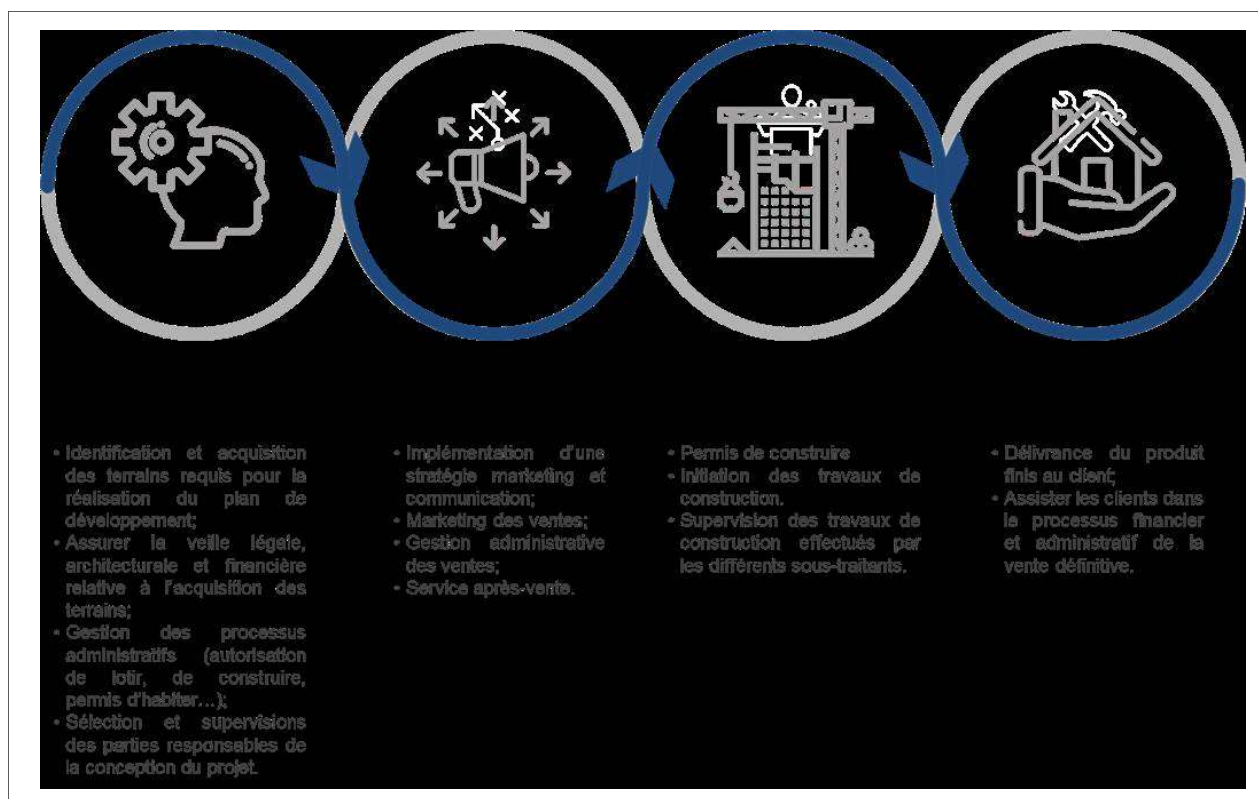 • Identification et acquisition
des terrains requis pour la
réalisation du plan de
développement;
• Assurer la veille légale,
architecturale et financière
relative à l'acquisition des
terrains;
• Gestion des processus
administratifs (autorisation
de lotir, de construire,
permis d'habiter…);
• Sélection et supervisions
des parties responsables de
la conception du projet.
• Implémentation d'une
stratégie marketing et
communication;
• Marketing des ventes;
• Gestion administrative
des ventes;
• Service après-vente.
• Permis de construire
• Initiation des travaux de
construction.
• Supervision des travaux de
construction effectués par
les différents sous-traitants.
• Délivrance du produit
finis au client;
• Assister les clients dans
le processus financier
et administratif de la
vente définitive.